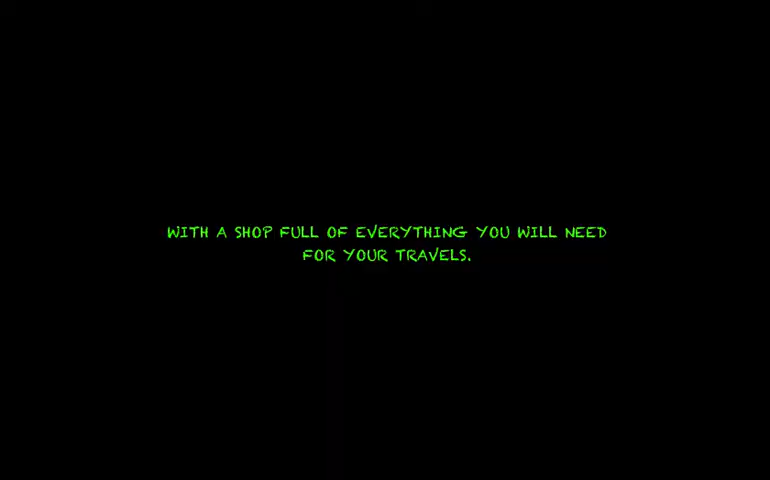 WITH A SHOP FULL OF EVERYTHING YOU WILL NEED
FOR YOUR TRAVELS.